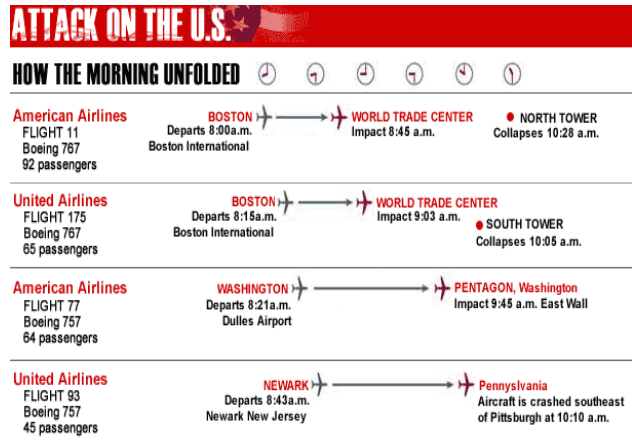 ATTACK ON THE U.S.
HOW THE MORNING UNFOLDED
American Airlines
FLIGHT 11
Boeing 767
92 passengers
BOSTON
Departs 8:00a.m.
Boston International
WORLD TRADE CENTER
Impact 8:45 a.m.
NORTH TOWER
Collapses 10:28 a.m.
United Airlines
FLIGHT 175
Boeing 767
65 passengers
BOSTON
Departs 8:15a.m.
Boston International
WORLD TRADE CENTER
Impact 9:03 a.m.
SOUTH TOWER
Collapses 10:05 a.m.
American Airlines
FLIGHT 77
Boeing 757
64 passengers
WASHINGTON
Departs 8:21a.m.
Dulles Airport
PENTAGON, Washington
Impact 9:45 a.m. East Wall
United Airlines
FLIGHT 93
Boeing 757
45 passengers
NEWARK
Departs 8:43a.m.
Newark New Jersey
Pennyslvania
Aircraft is crashed southeast
of Pittsburgh at 10:10 a.m.